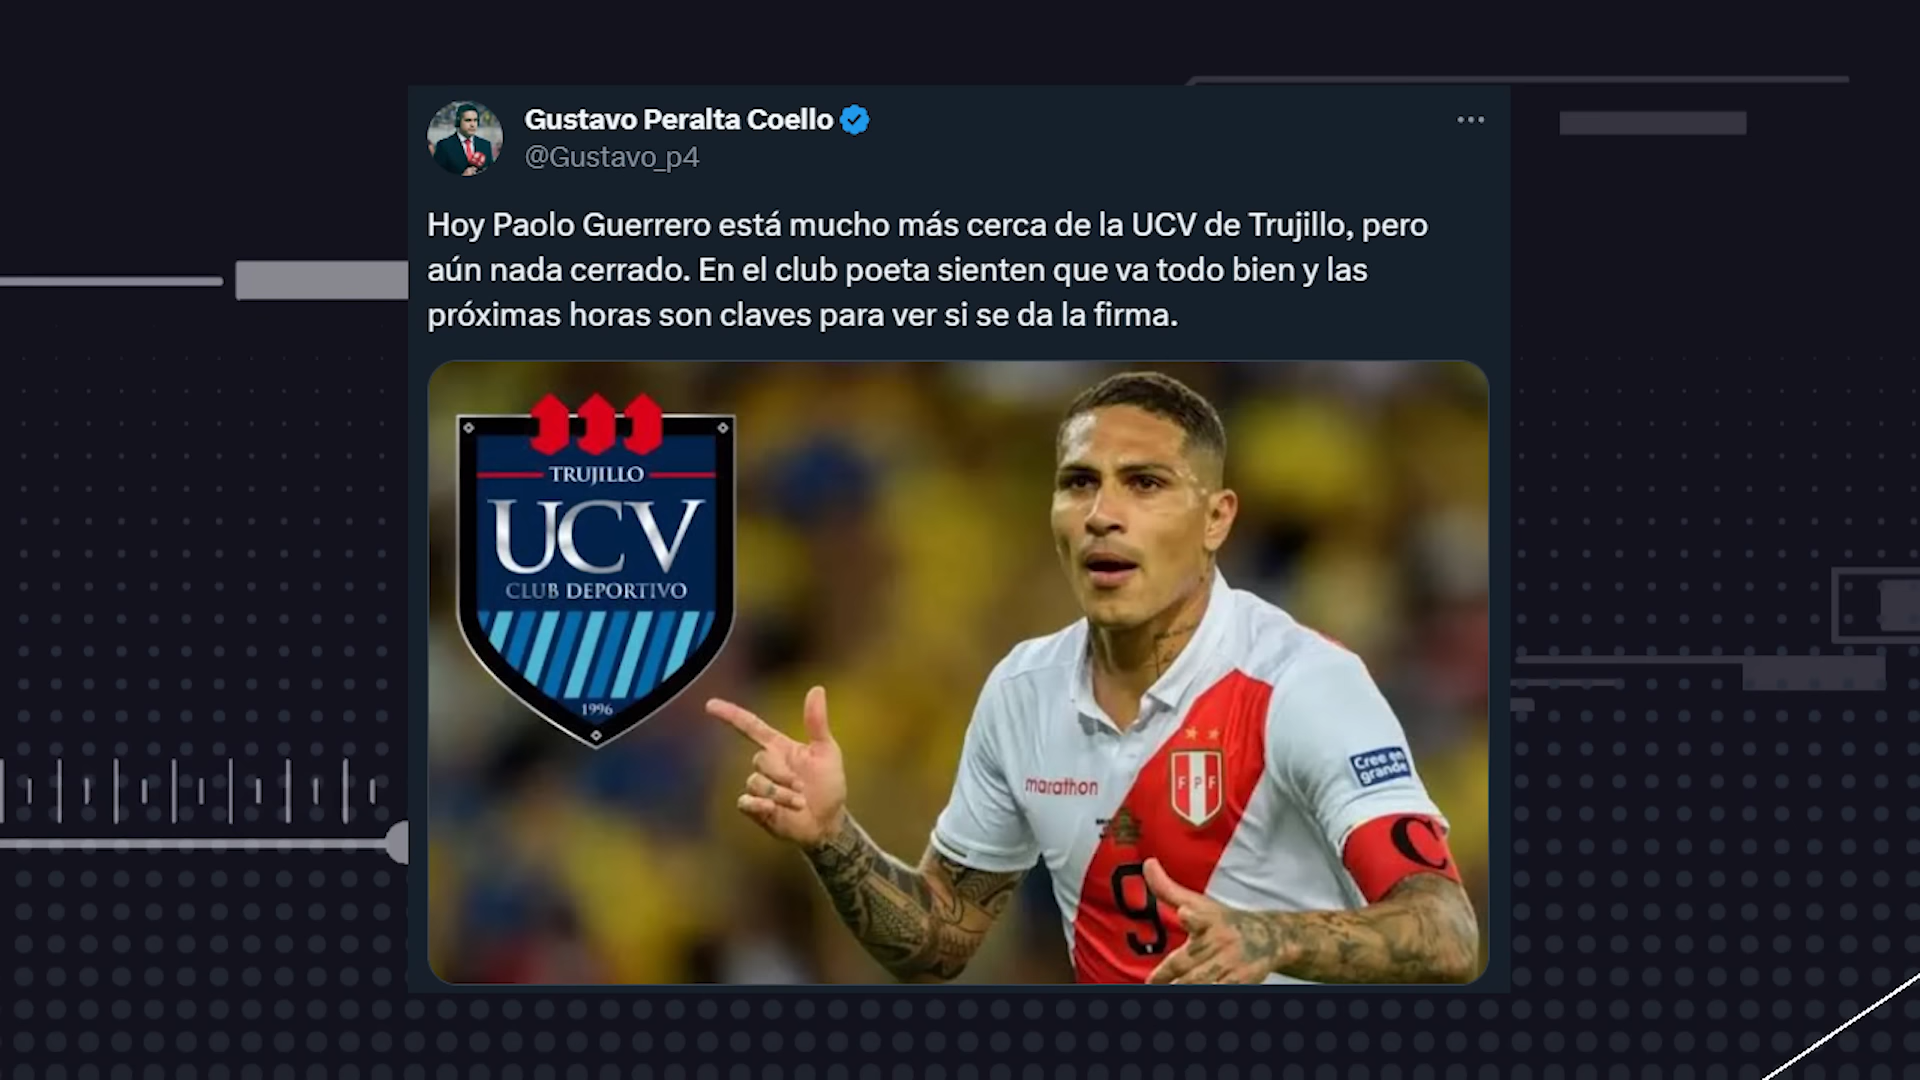 Gustavo Peralta Coello
@Gustavo_p4
Hoy Paolo Guerrero está mucho más cerca de la UCV de Trujillo, pero
aún nada cerrado. En el club poeta sienten que va todo bien y las
próximas horas son claves para ver si se da la firma.
TRUJILLO
UCV
CLUB DEPORTIVO
1996
marathon
FPF
Cree en
grande
C
9